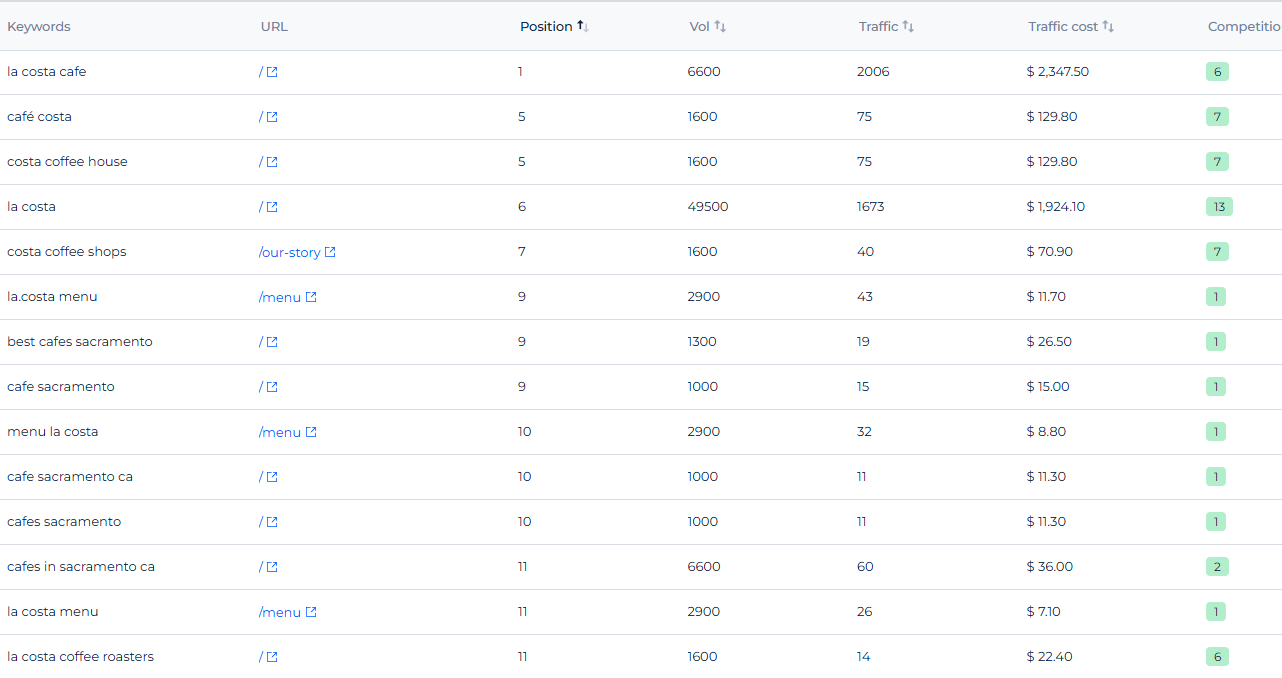 Keywords URL Position Vol Traffic Traffic cost Competitio
la costa cafe / 1 6600 2006 $ 2,347.50 6
café costa / 5 1600 75 $ 129.80 7
costa coffee house / 5 1600 75 $ 129.80 7
la costa / 6 49500 1673 $ 1,924.10 13
costa coffee shops /our-story 7 1600 40 $ 70.90 7
la.costa menu /menu 9 2900 43 $ 11.70 1
best cafes sacramento / 9 1300 19 $ 26.50 1
cafe sacramento / 9 1000 15 $ 15.00 1
menu la costa /menu 10 2900 32 $ 8.80 1
cafe sacramento ca / 10 1000 11 $ 11.30 1
cafes sacramento / 10 1000 11 $ 11.30 1
cafes in sacramento ca / 11 6600 60 $ 36.00 2
la costa menu /menu 11 2900 26 $ 7.10 1
la costa coffee roasters / 11 1600 14 $ 22.40 6